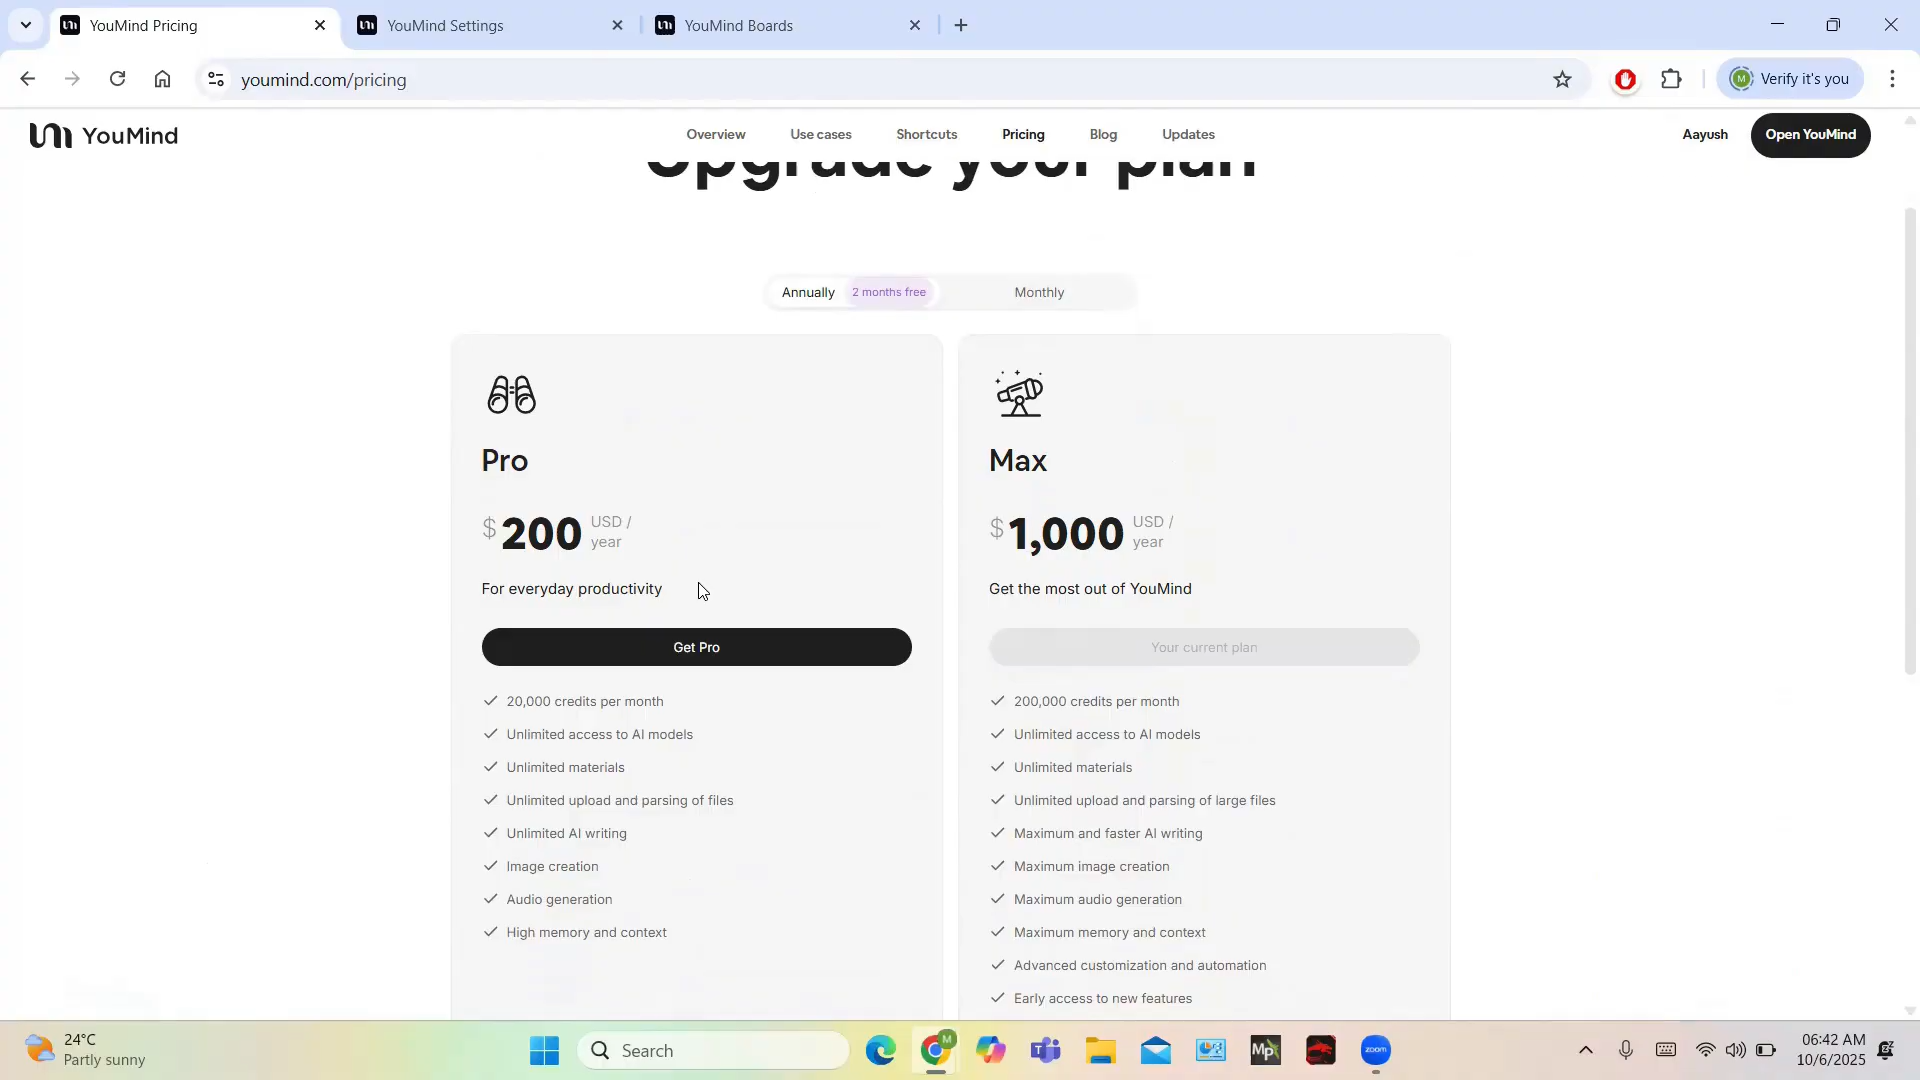 YouMind Pricing
YouMind Settings
YouMind Boards
youmind.com/pricing
M
Verify it's you
YouMind
Overview
Use cases
Shortcuts
Pricing
Blog
Updates
Aayush
Open YouMind
Upgrade your plan
Annually
2 months free
Monthly
Pro
$ 200 USD /
year
For everyday productivity
Get Pro
20,000 credits per month
Unlimited access to AI models
Unlimited materials
Unlimited upload and parsing of files
Unlimited AI writing
Image creation
Audio generation
High memory and context
Max
$ 1,000 USD /
year
Get the most out of YouMind
Your current plan
200,000 credits per month
Unlimited access to AI models
Unlimited materials
Unlimited upload and parsing of large files
Maximum and faster AI writing
Maximum image creation
Maximum audio generation
Maximum memory and context
Advanced customization and automation
Early access to new features
24°C
Partly sunny
Search
M
Mp
zoom
06:42 AM
10/6/2025